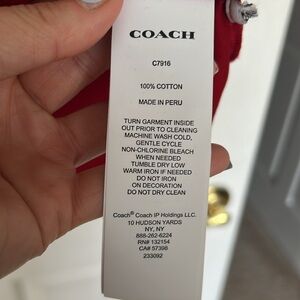 COACH
C7916
100% COTTON
MADE IN PERU
TURN GARMENT INSIDE
OUT PRIOR TO CLEANING
MACHINE WASH COLD,
GENTLE CYCLE
NON-CHLORINE BLEACH
WHEN NEEDED
TUMBLE DRY LOW
WARM IRON IF NEEDED
DO NOT IRON
ON DECORATION
DO NOT DRY CLEAN
Coach® Coach IP Holdings LLC.
10 HUDSON YARDS
NY, NY
888-262-6224
RN# 132154
CA# 57396
233092